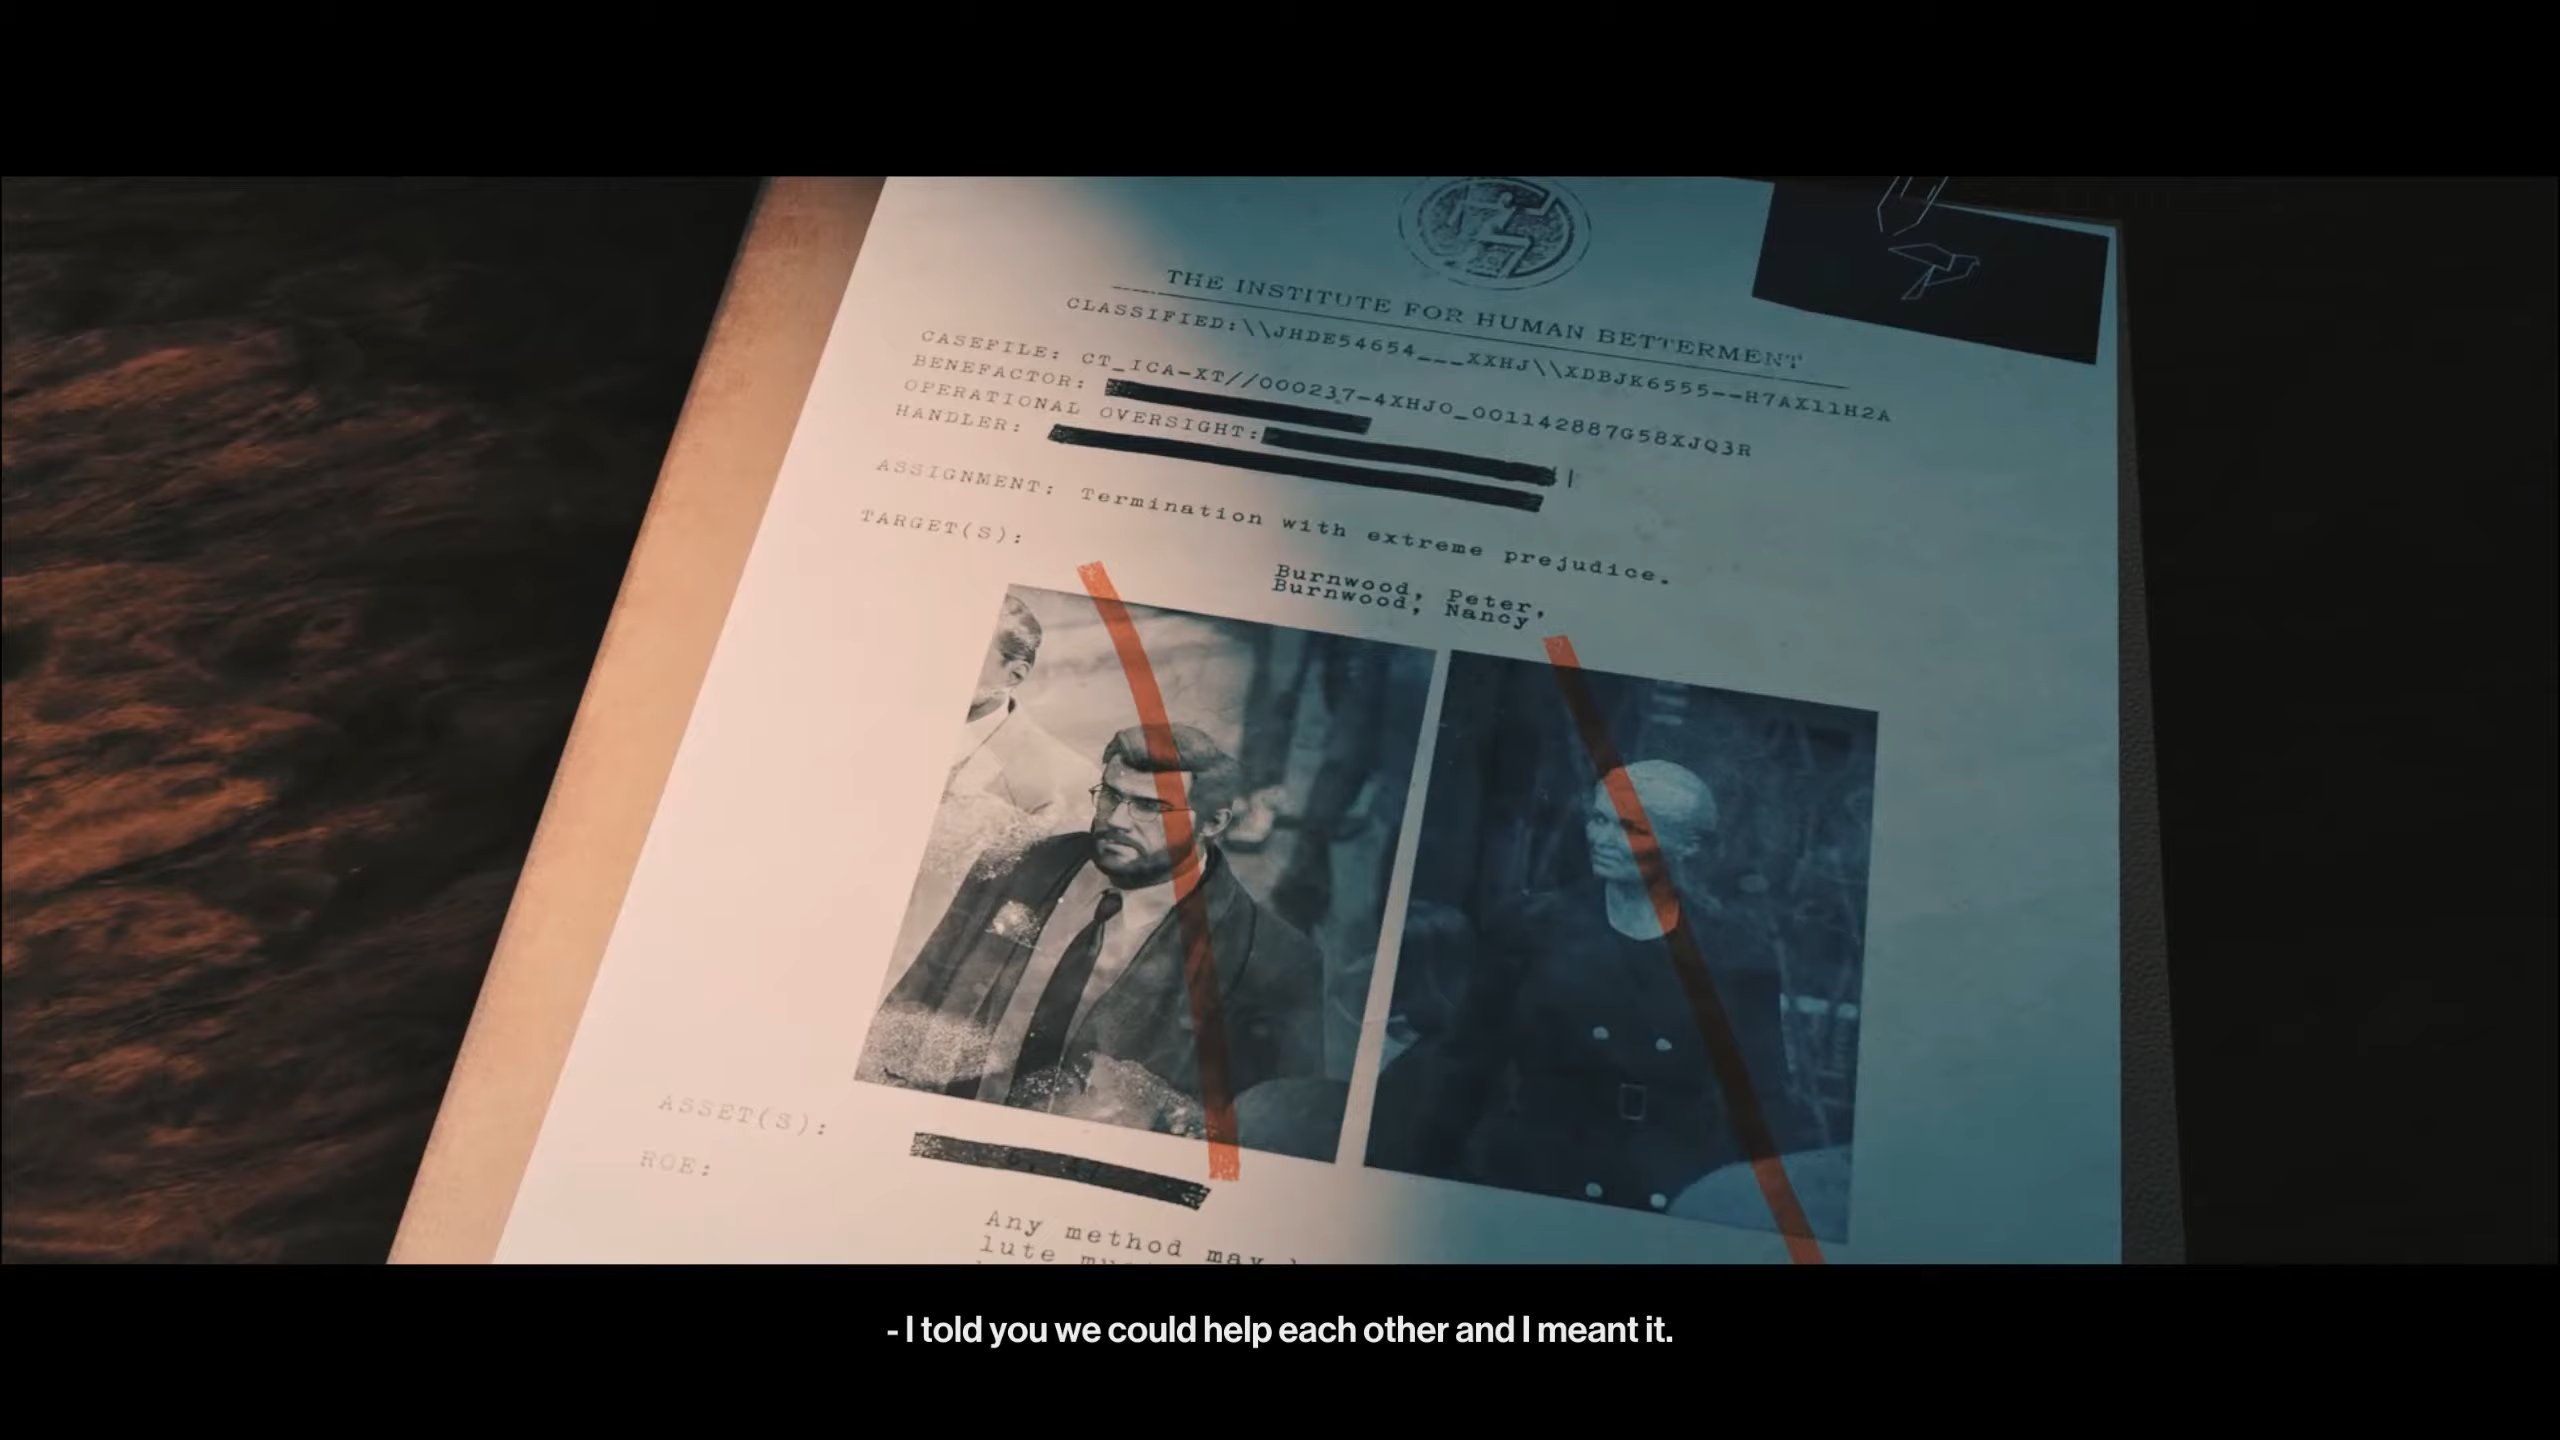 THE INSTITUTE FOR HUMAN BETTERMENT
CLASSIFIED:\\JHDE54654___XXHJ\\XDBJK6555--H7AX11H2A
CASEFILE: CT_ICA-XT//000237-4XHJO_001142887G58XJQ3R
BENEFACTOR:
OPERATIONAL OVERSIGHT:
HANDLER:
ASSIGNMENT: Termination with extreme prejudice.
TARGET(S):
Burnwood, Peter,
Burnwood, Nancy
ASSET(S):
ROE:
Any method may
lute
- I told you we could help each other and I meant it.